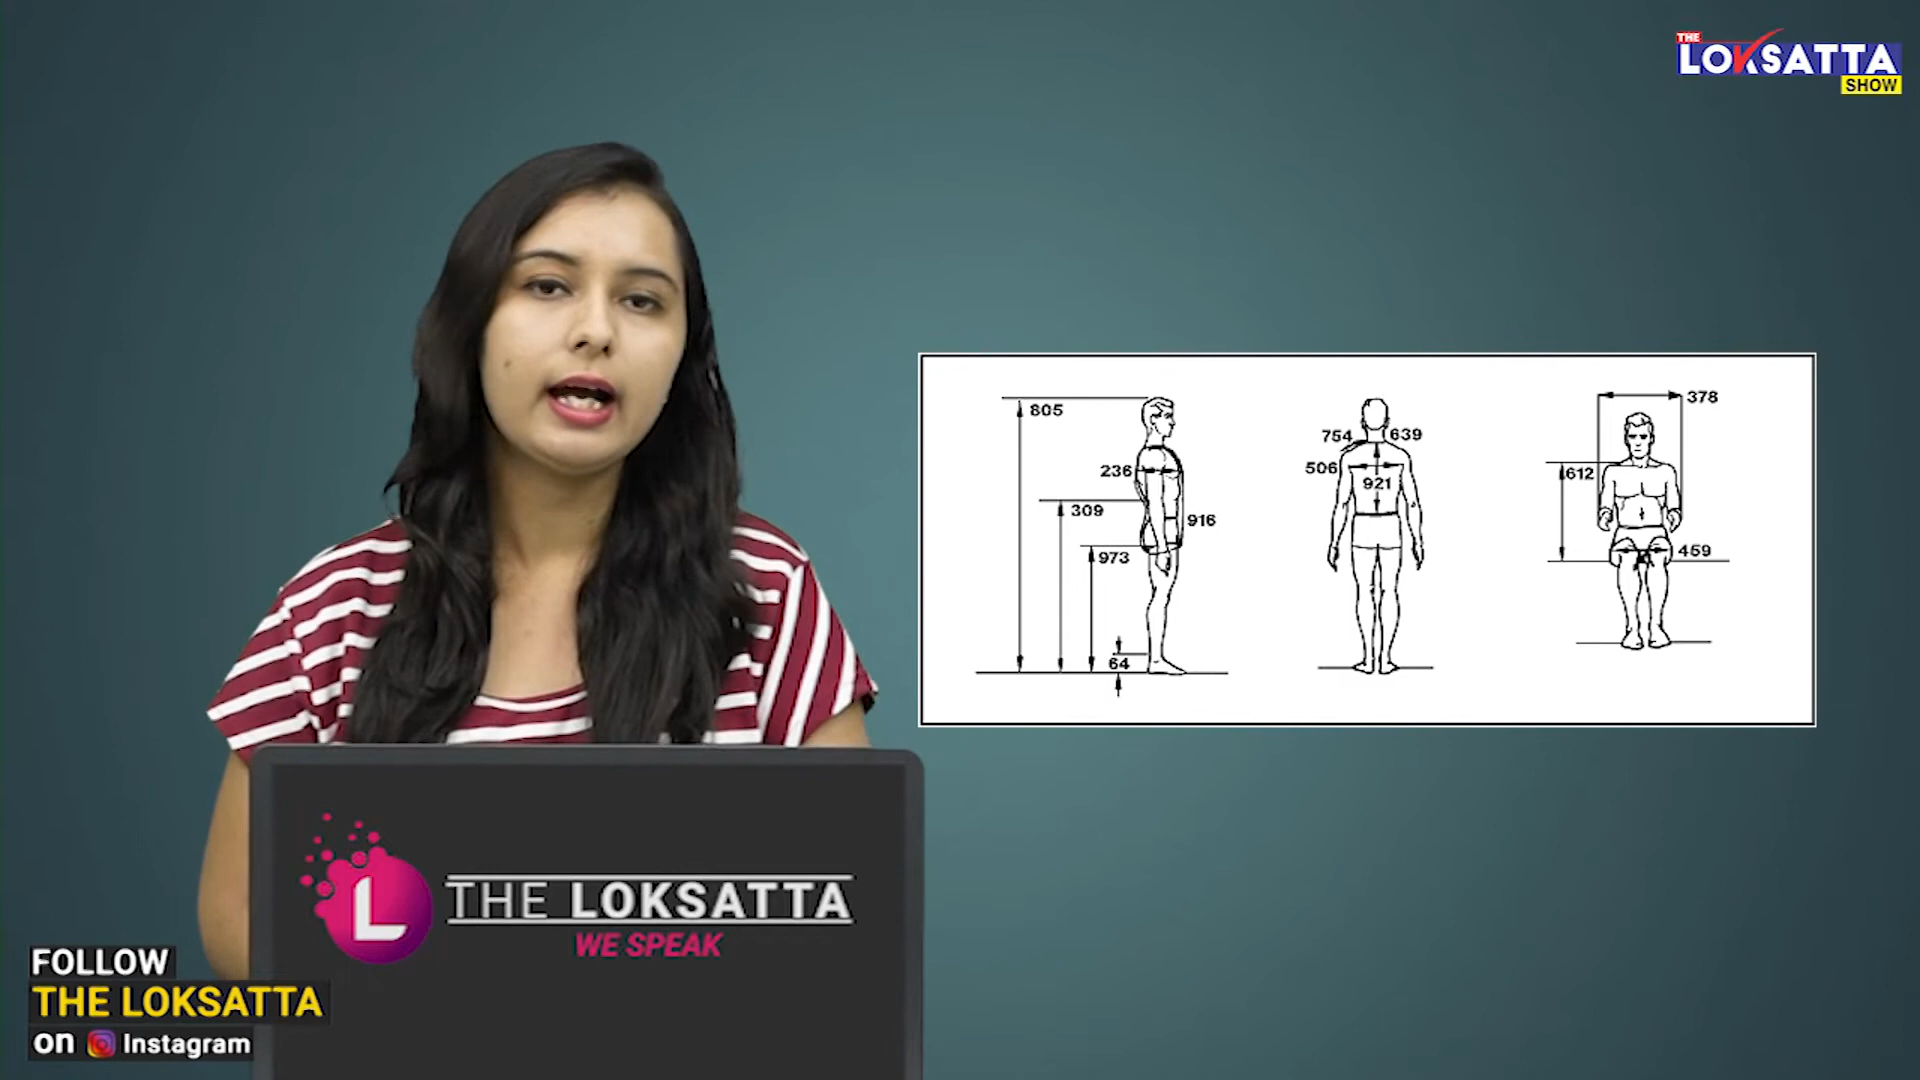 THE
LOKSATTA
SHOW
805
236
309
916
973
64
754
639
506
921
378
612
459
L
THE LOKSATTA
WE SPEAK
FOLLOW
THE LOKSATTA
on Instagram